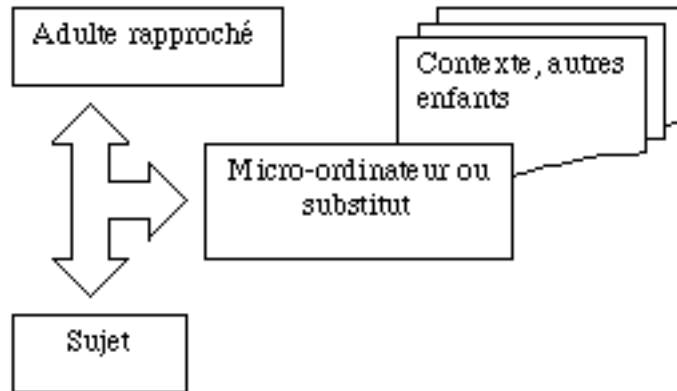 Adulte rapproché
Contexte, autres
enfants
Micro-ordinateur ou
substitut
Sujet